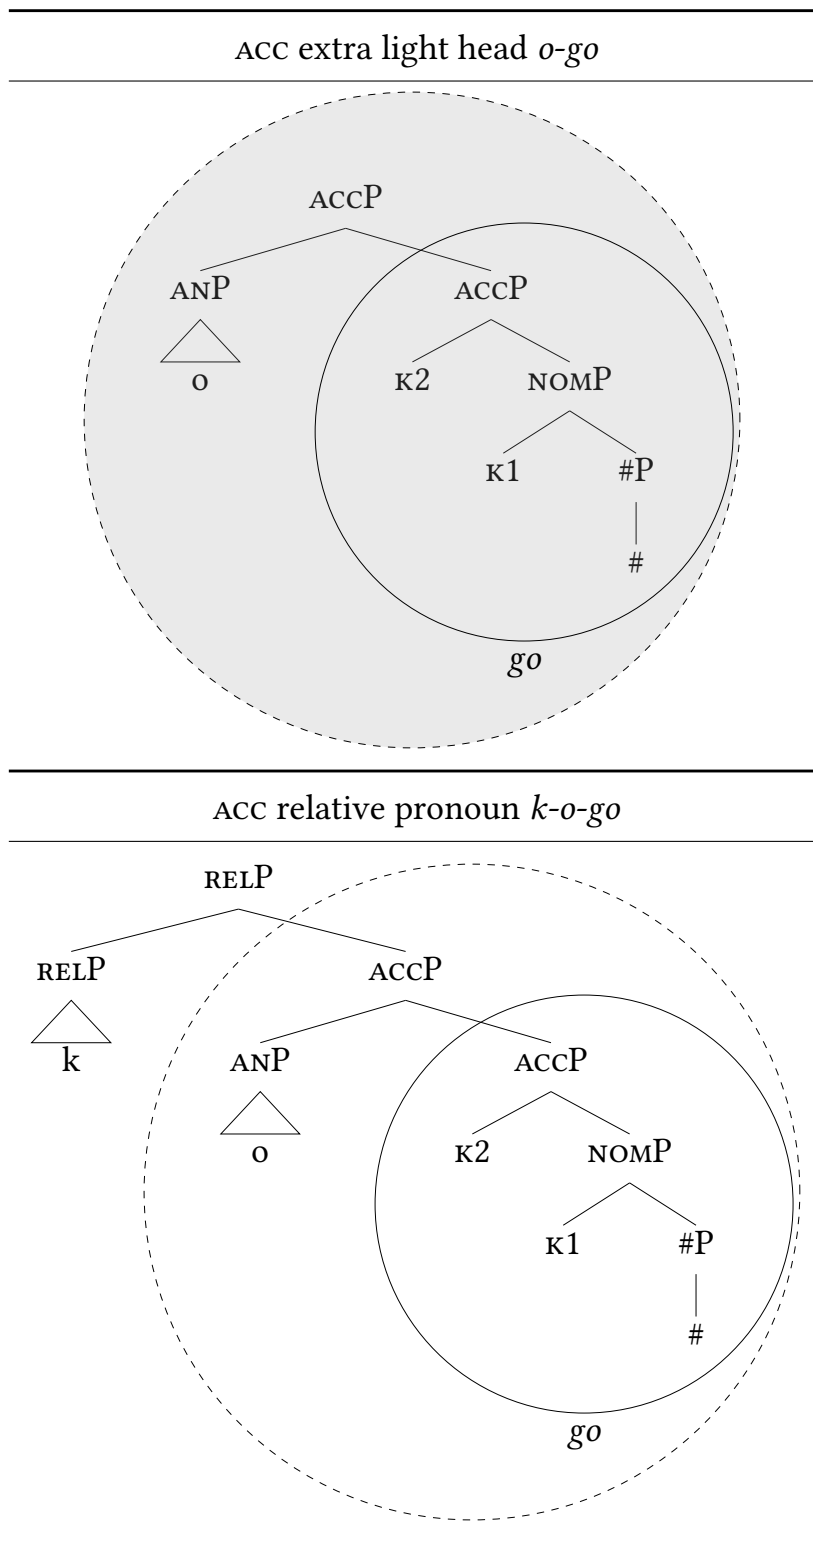 ACC extra light head o-go
ACCP
ANP ACCP
o K2 NOMP
K1 #P
#
go
ACC relative pronoun k-o-go
RELP
RELP ACCP
k ANP ACCP
o K2 NOMP
K1 #P
#
go